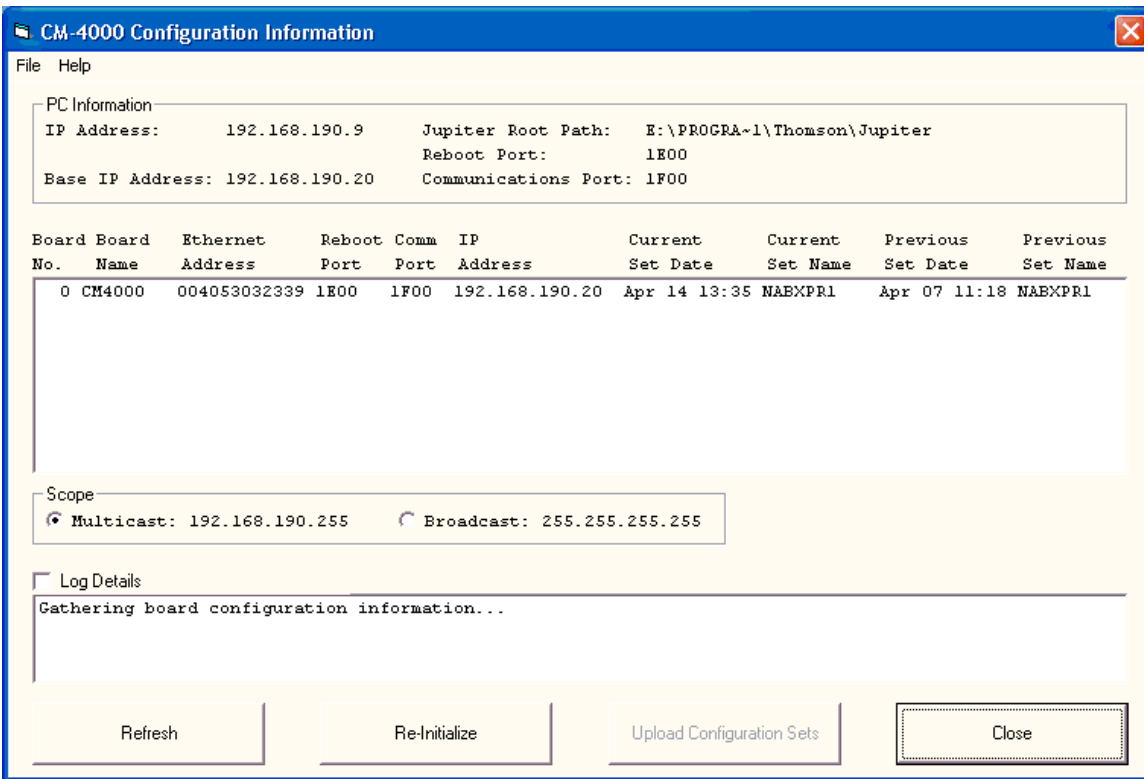 CM-4000 Configuration Information
File Help
PC Information
IP Address: 192.168.190.9 Jupiter Root Path: E:\PROGRA~1\Thomson\Jupiter
Reboot Port: 1E00
Base IP Address: 192.168.190.20 Communications Port: 1F00
Board Board Ethernet Reboot Comm IP Current Current Previous Previous
No. Name Address Port Port Address Set Date Set Name Set Date Set Name
0 CM4000 004053032339 1E00 1F00 192.168.190.20 Apr 14 13:35 NABXPR1 Apr 07 11:18 NABXPR1
Scope
Multicast: 192.168.190.255 Broadcast: 255.255.255.255
Log Details
Gathering board configuration information...
Refresh Re-Initialize Upload Configuration Sets Close